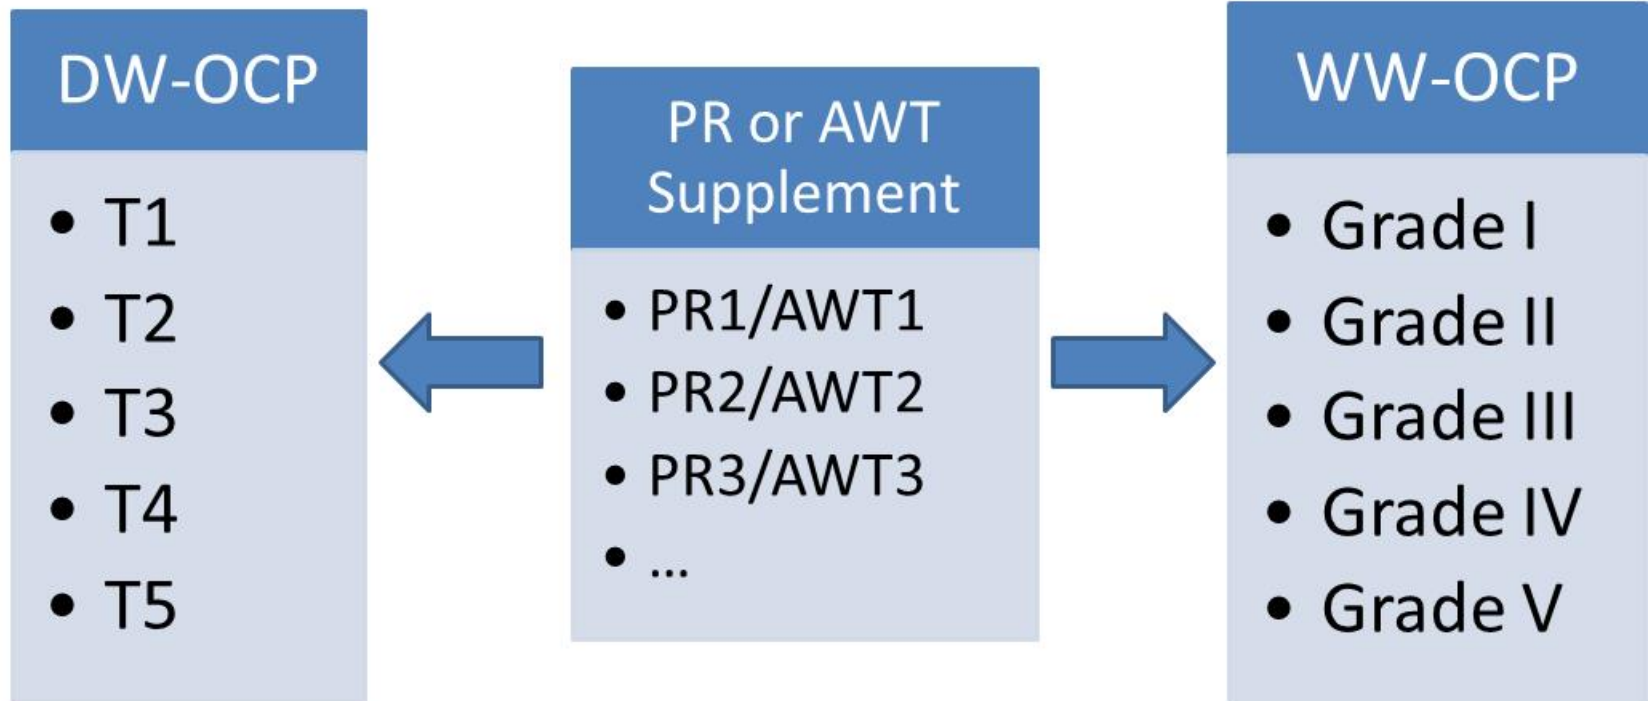 DW-OCP
• T1
• T2
• T3
• T4
• T5
PR or AWT
Supplement
• PR1/AWT1
• PR2/AWT2
• PR3/AWT3
• ...
WW-OCP
• Grade I
• Grade II
• Grade III
• Grade IV
• Grade V